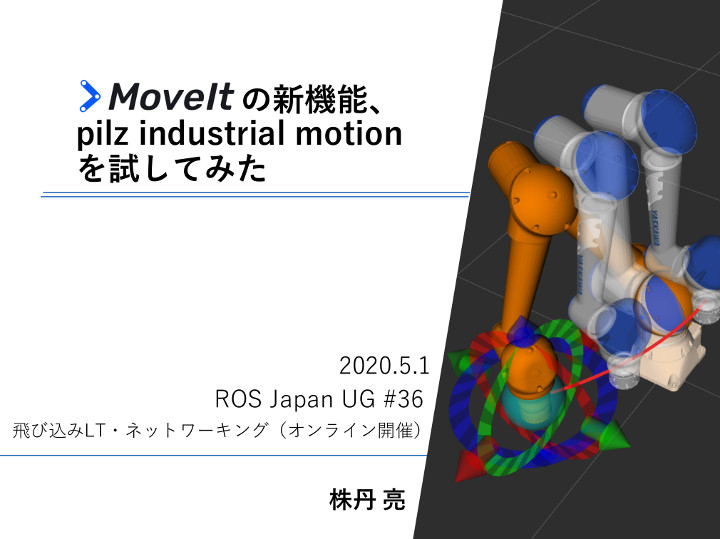 MoveIt の新機能、
pilz industrial motion
を試してみた
2020.5.1
ROS Japan UG #36
飛び込みLT・ネットワーキング（オンライン開催）
株丹 亮
YASKAWA
YASKAWA